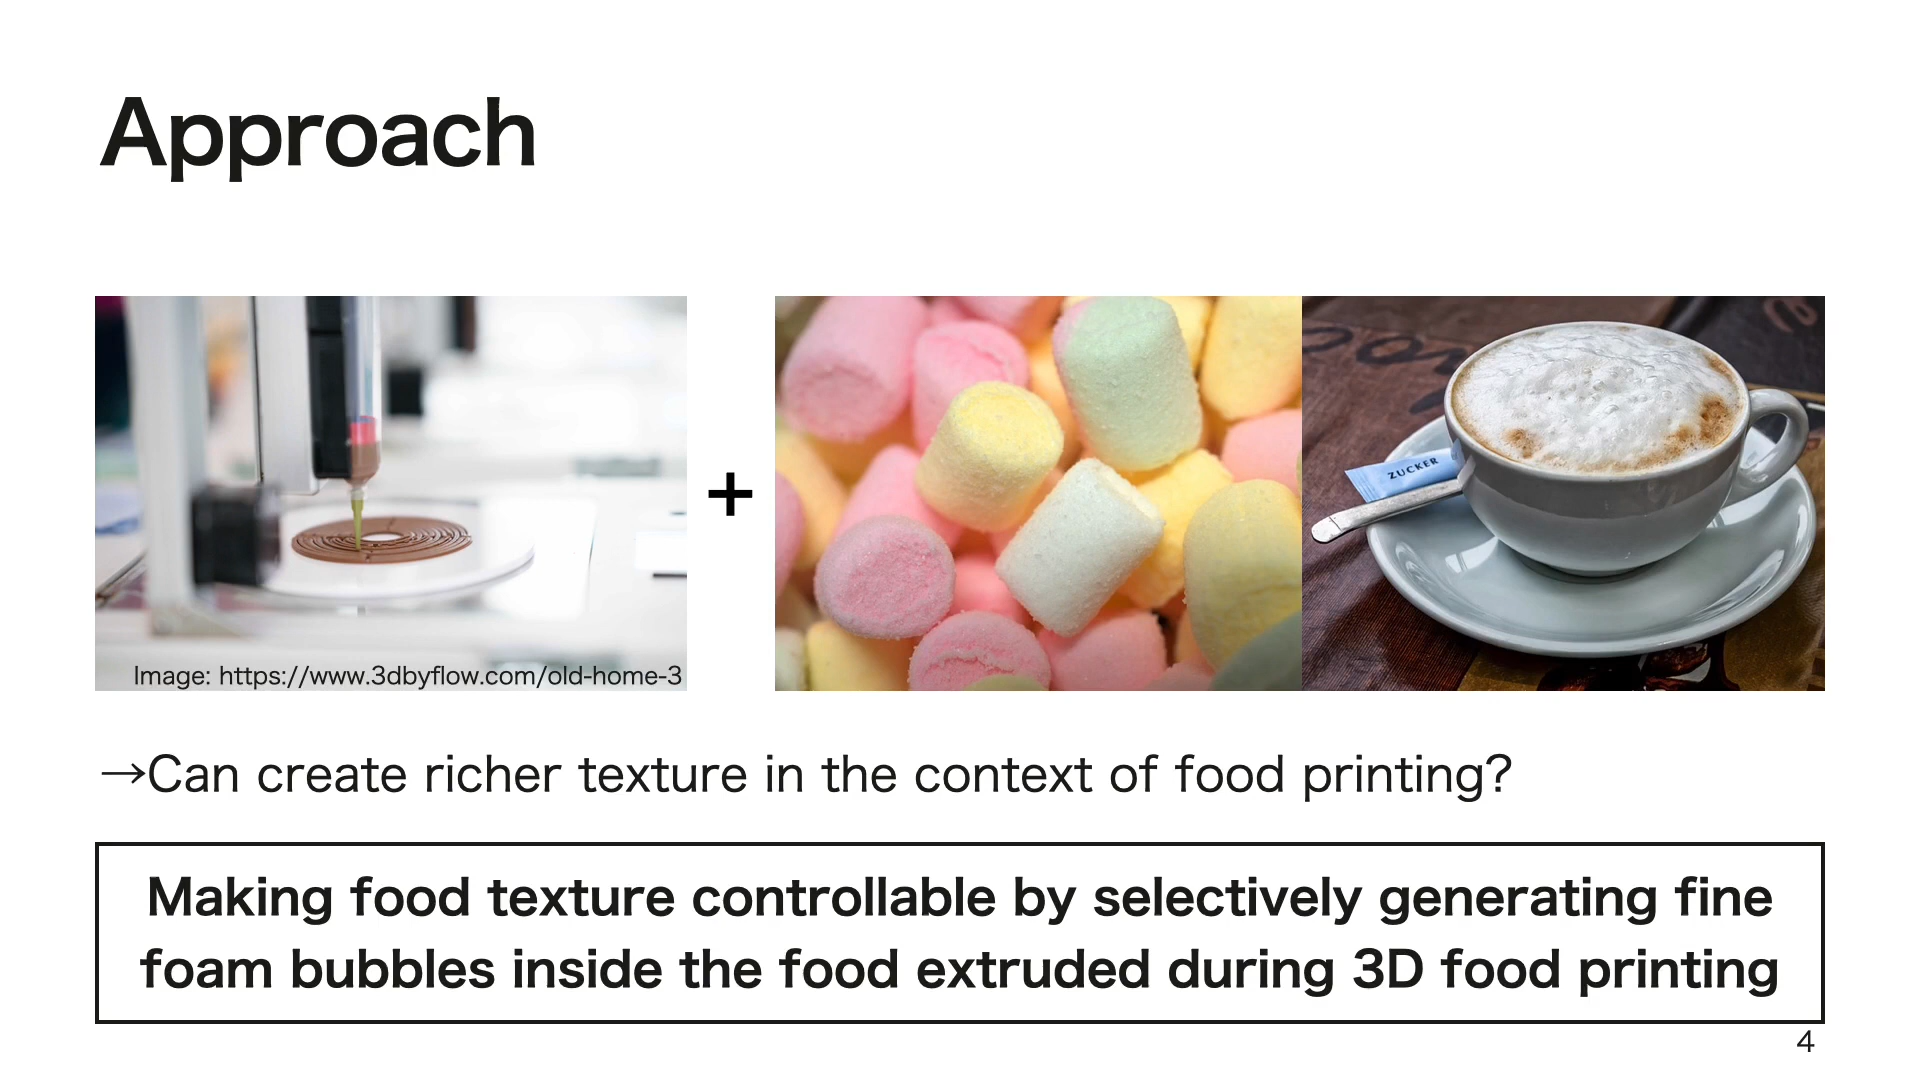 Approach
Image: https://www.3dbyflow.com/old-home-3
+
ZUCKER
→Can create richer texture in the context of food printing?
Making food texture controllable by selectively generating fine
foam bubbles inside the food extruded during 3D food printing
4